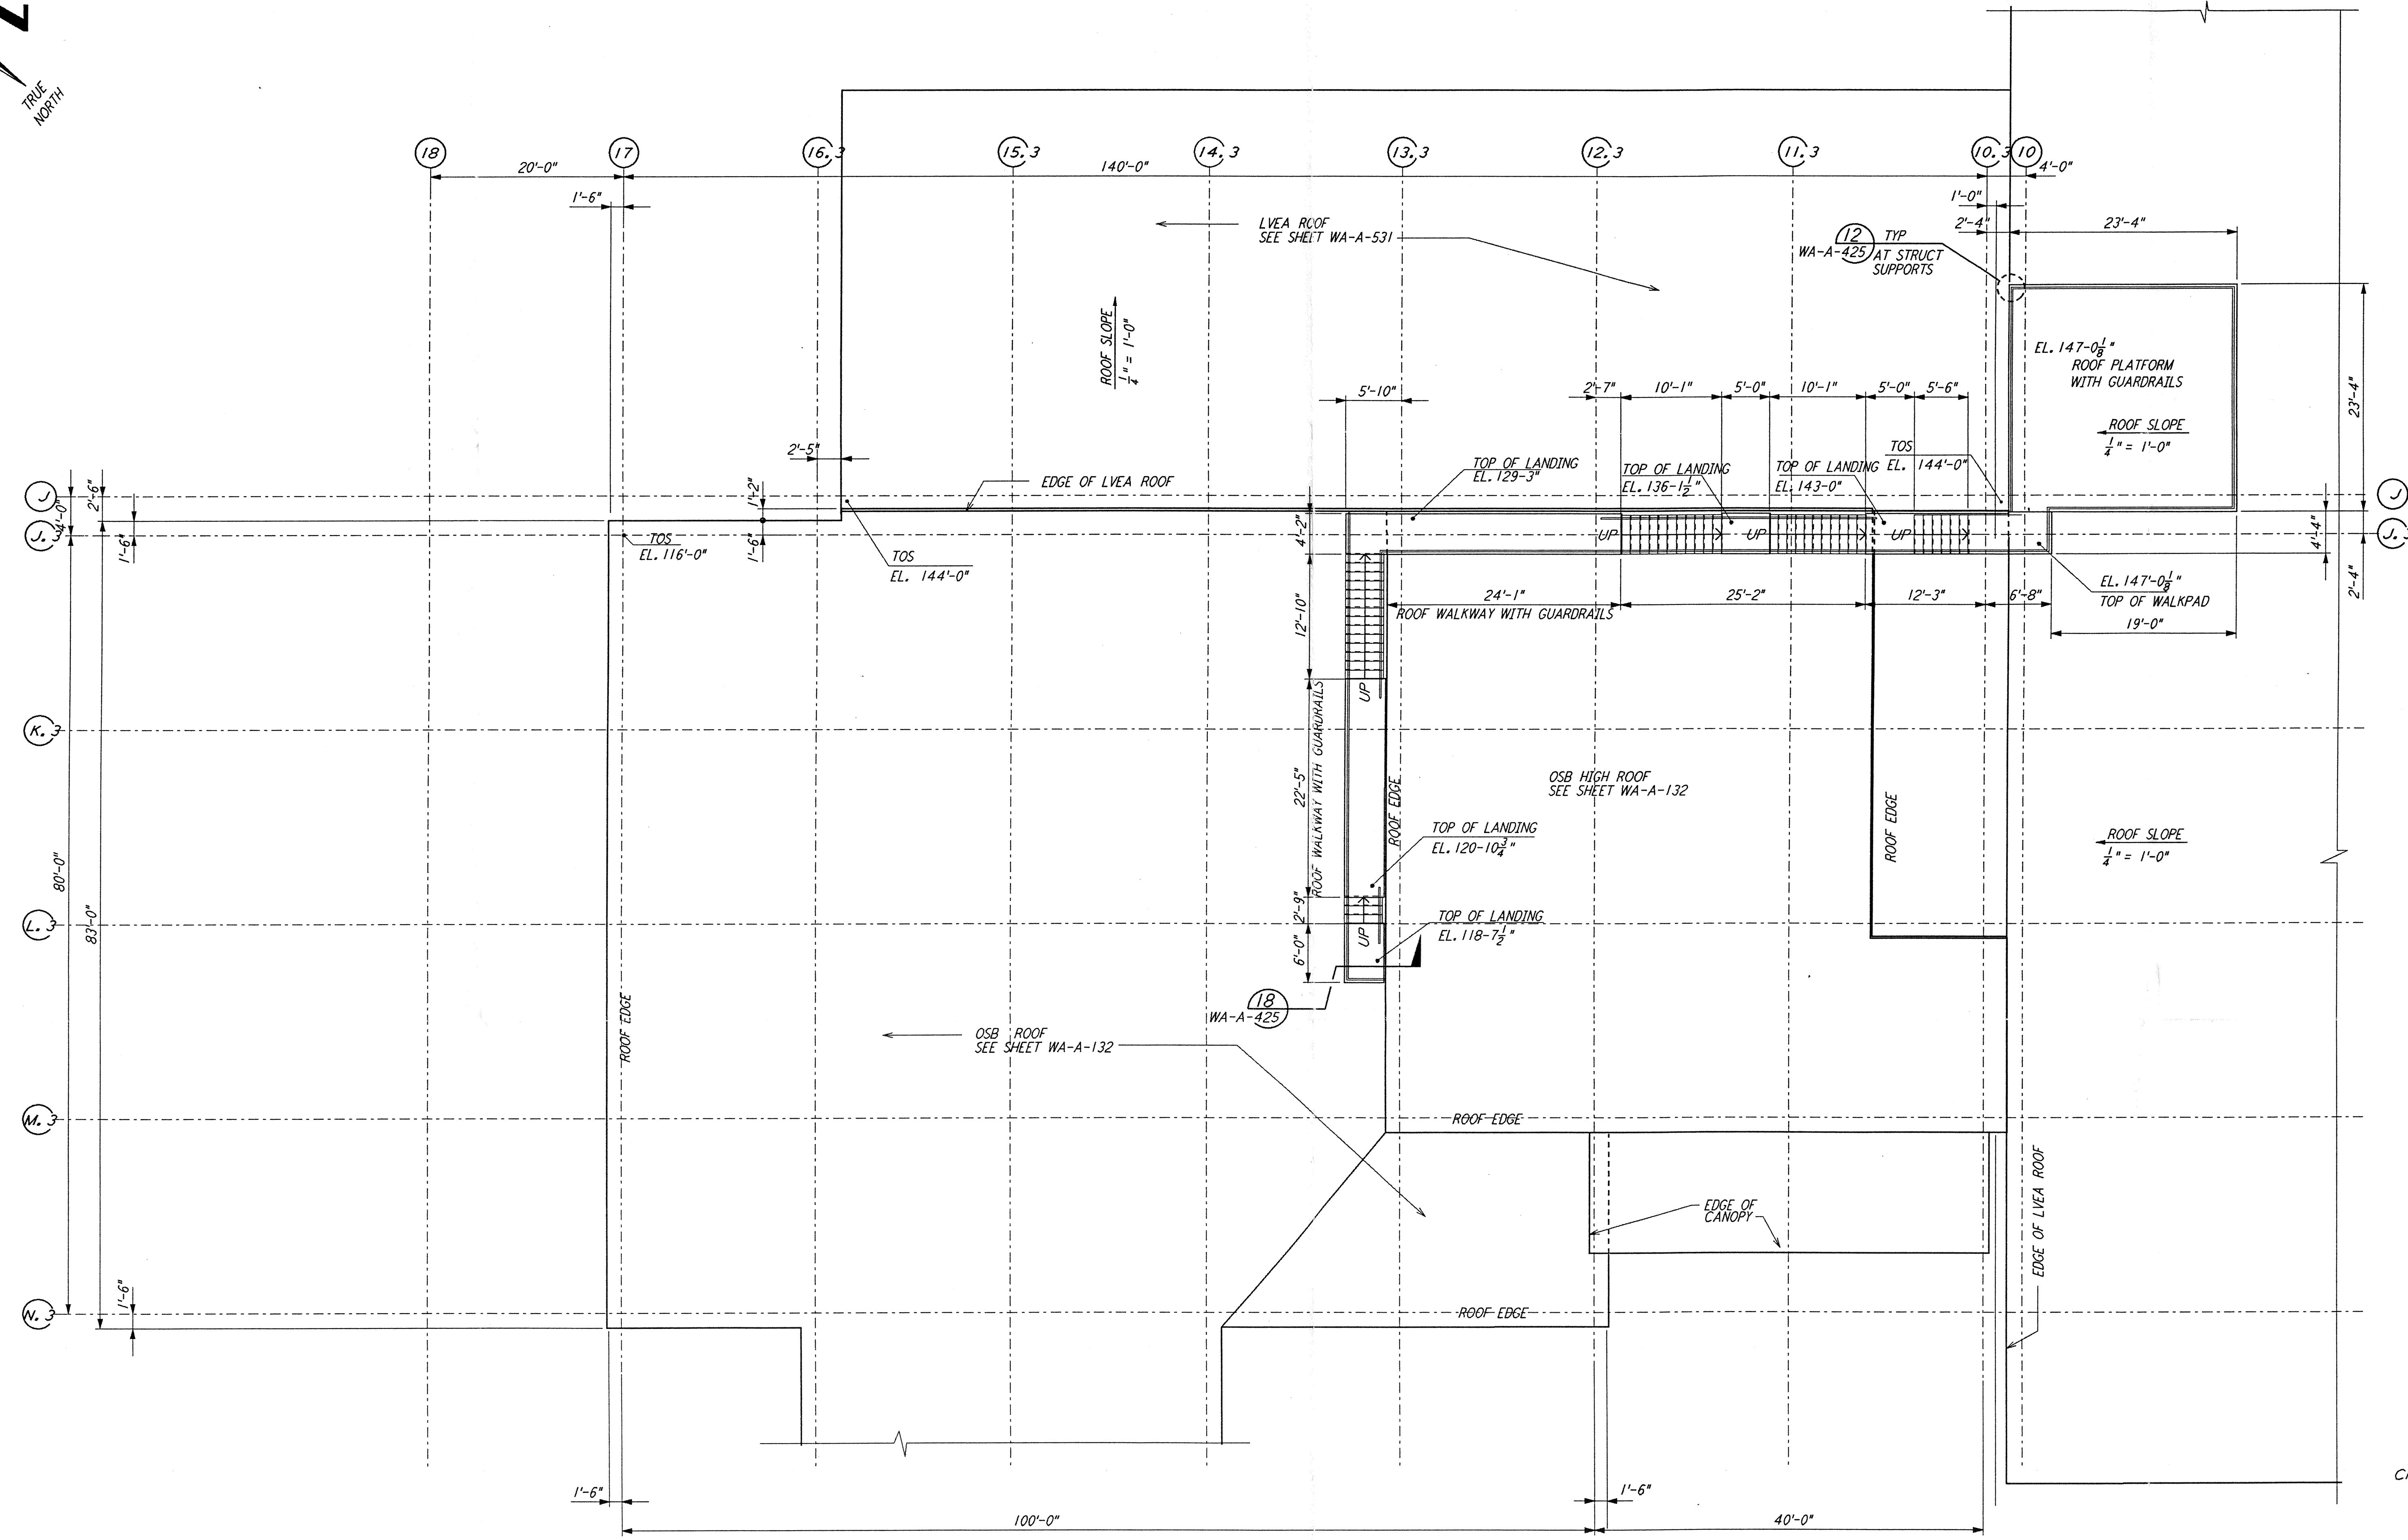 TRUE
NORTH
18
17
16.3
15.3
14.3
13.3
12.3
11.3
10.3
10
20'-0"
140'-0"
4'-0"
1'-6"
1'-0"
2'-4"
23'-4"
LVEA ROOF
SEE SHEET WA-A-531
12
WA-A-425
TYP
AT STRUCT
SUPPORTS
ROOF SLOPE
1/4" = 1'-0"
EL. 147-0 1/8"
ROOF PLATFORM
WITH GUARDRAILS
ROOF SLOPE
1/4" = 1'-0"
23'-4"
5'-10"
2'-7"
10'-1"
5'-0"
10'-1"
5'-0"
5'-6"
2'-5"
EDGE OF LVEA ROOF
TOP OF LANDING
EL. 129-3"
TOP OF LANDING
EL. 136-1 1/2"
TOP OF LANDING
EL. 143-0"
TOS
EL. 144'-0"
J
J.3
4'-0"
2'-6"
1'-6"
1'-2"
1'-6"
TOS
EL. 116'-0"
TOS
EL. 144'-0"
4'-2"
UP
UP
UP
J
J.
4'-4"
2'-4"
EL. 147'-0 1/8"
TOP OF WALKPAD
12'-10"
24'-1"
25'-2"
12'-3"
6'-8"
19'-0"
ROOF WALKWAY WITH GUARDRAILS
UP
K.3
22'-5"
ROOF WALKWAY WITH GUARDRAILS
ROOF EDGE
OSB HIGH ROOF
SEE SHEET WA-A-132
ROOF EDGE
ROOF SLOPE
1/4" = 1'-0"
TOP OF LANDING
EL. 120-10 3/4"
80'-0"
83'-0"
L.3
2'-9"
UP
TOP OF LANDING
EL. 118-7 1/2"
6'-0"
18
WA-A-425
ROOF EDGE
OSB ROOF
SEE SHEET WA-A-132
M.3
ROOF EDGE
EDGE OF
CANOPY
EDGE OF LVEA ROOF
N.3
1'-6"
ROOF EDGE
1'-6"
1'-6"
100'-0"
40'-0"